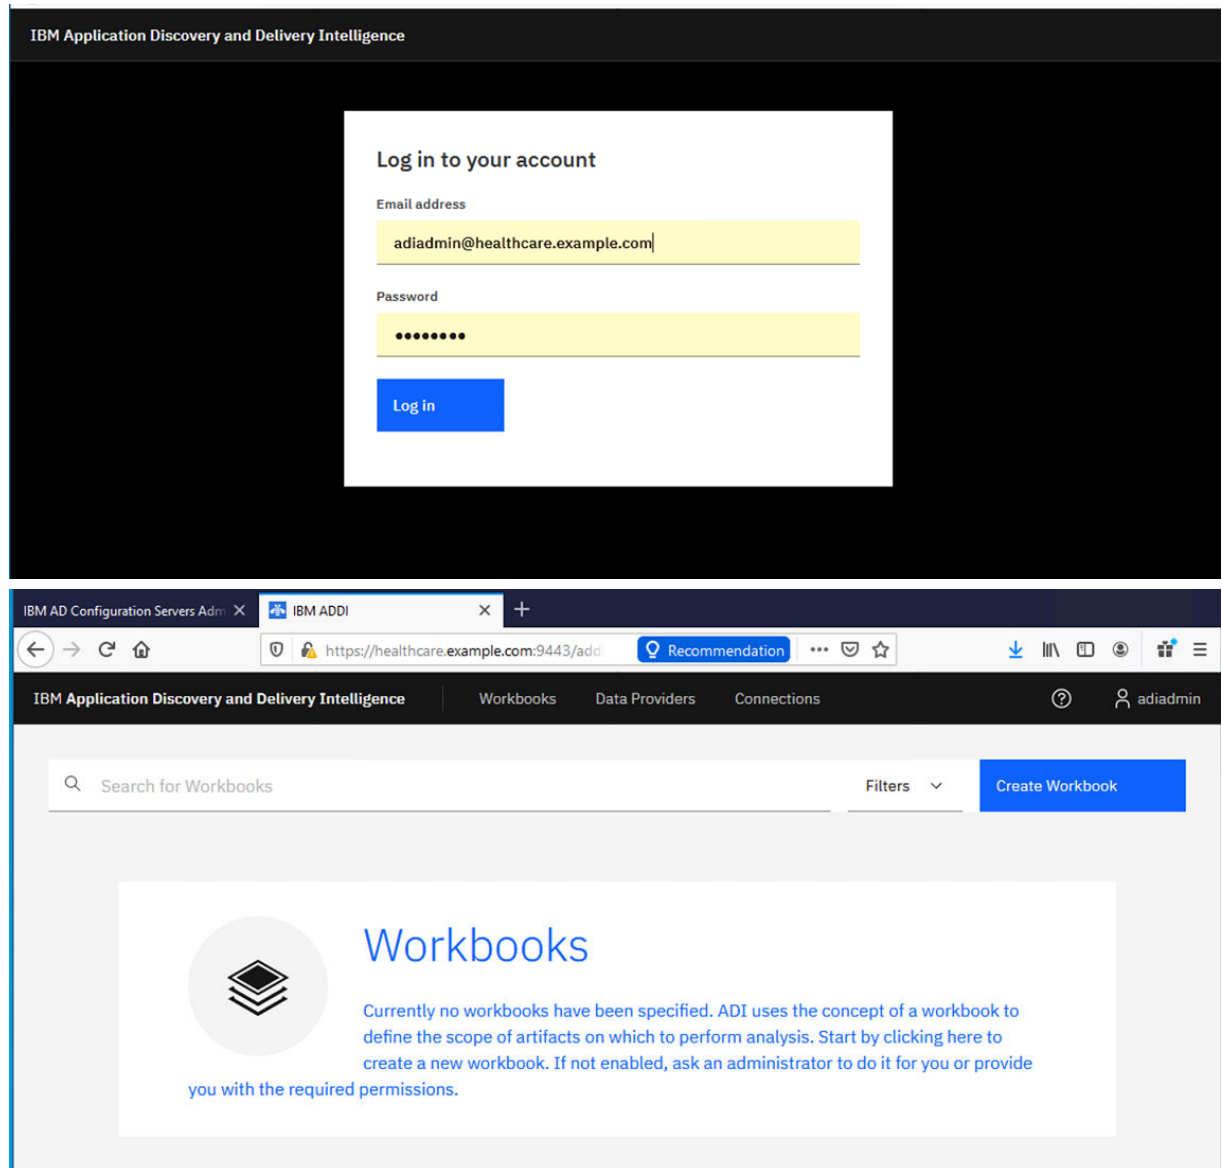 IBM Application Discovery and Delivery Intelligence
Log in to your account
Email address
adiadmin@healthcare.example.com
Password
••••••••
Log in
IBM AD Configuration Servers Adm
IBM ADDI
https://healthcare.example.com:9443/addi
Recommendation
IBM Application Discovery and Delivery Intelligence
Workbooks
Data Providers
Connections
adiadmin
Search for Workbooks
Filters
Create Workbook
Workbooks
Currently no workbooks have been specified. ADI uses the concept of a workbook to
define the scope of artifacts on which to perform analysis. Start by clicking here to
create a new workbook. If not enabled, ask an administrator to do it for you or provide
you with the required permissions.